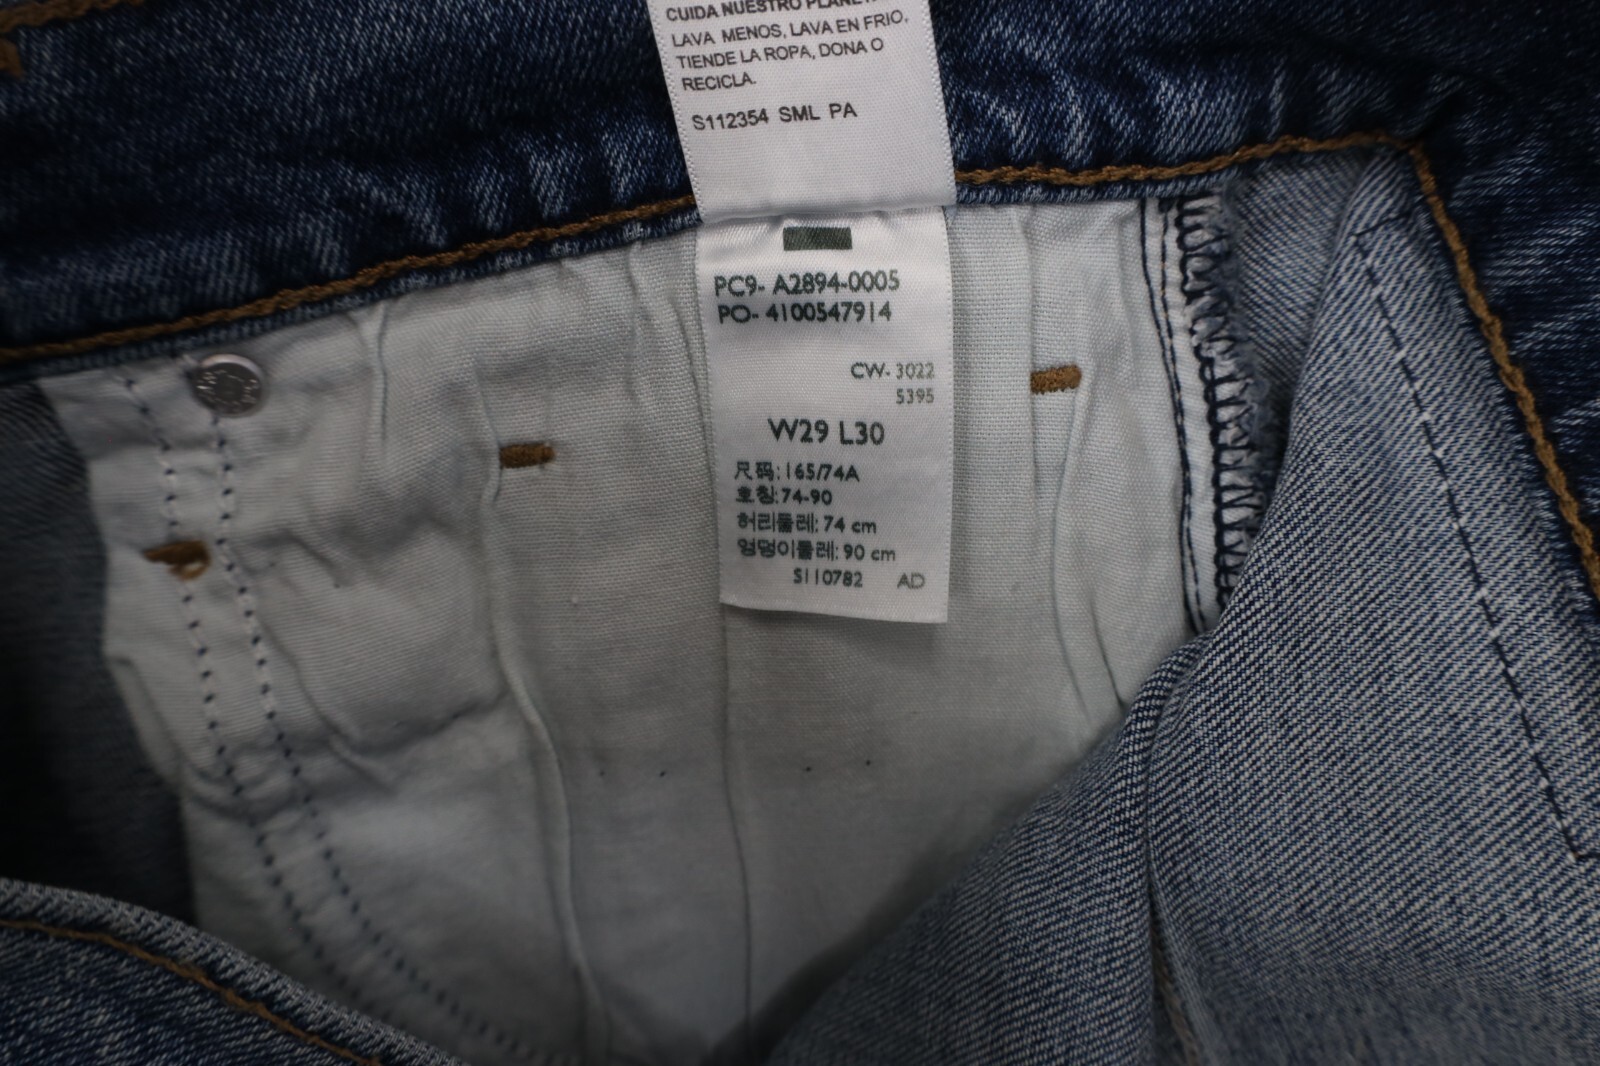 CUIDA NUESTRO PLANETA
LAVA MENOS, LAVA EN FRIO,
TIENDE LA ROPA, DONA O
RECICLA.
S112354 SML PA
PC9- A2894-0005
PO- 4100547914
CW- 3022
5395
W29 L30
尺码: 165/74A
호칭: 74-90
허리둘레: 74 cm
엉덩이둘레: 90 cm
S110782 AD